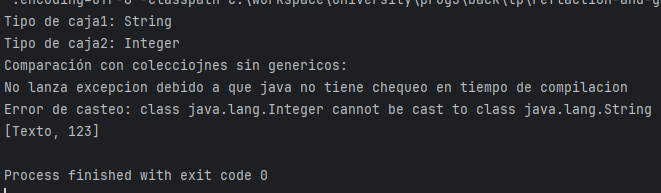 Tipo de caja1: String
Tipo de caja2: Integer
Comparación con colecciojnes sin genericos:
No lanza excepcion debido a que java no tiene chequeo en tiempo de compilacion
Error de casteo: class java.lang.Integer cannot be cast to class java.lang.String
[Texto, 123]
Process finished with exit code 0